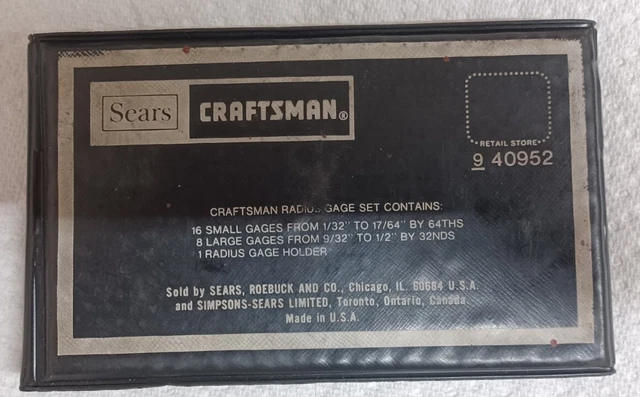 Sears CRAFTSMAN®
RETAIL STORE
9 40952
CRAFTSMAN RADIUS GAGE SET CONTAINS:
16 SMALL GAGES FROM 1/32" TO 17/64" BY 64THS
8 LARGE GAGES FROM 9/32" TO 1/2" BY 32NDS
1 RADIUS GAGE HOLDER
Sold by SEARS, ROEBUCK AND CO., Chicago, IL. 60684 U.S.A.
and SIMPSONS-SEARS LIMITED, Toronto, Ontario, Canada.
Made in U.S.A.